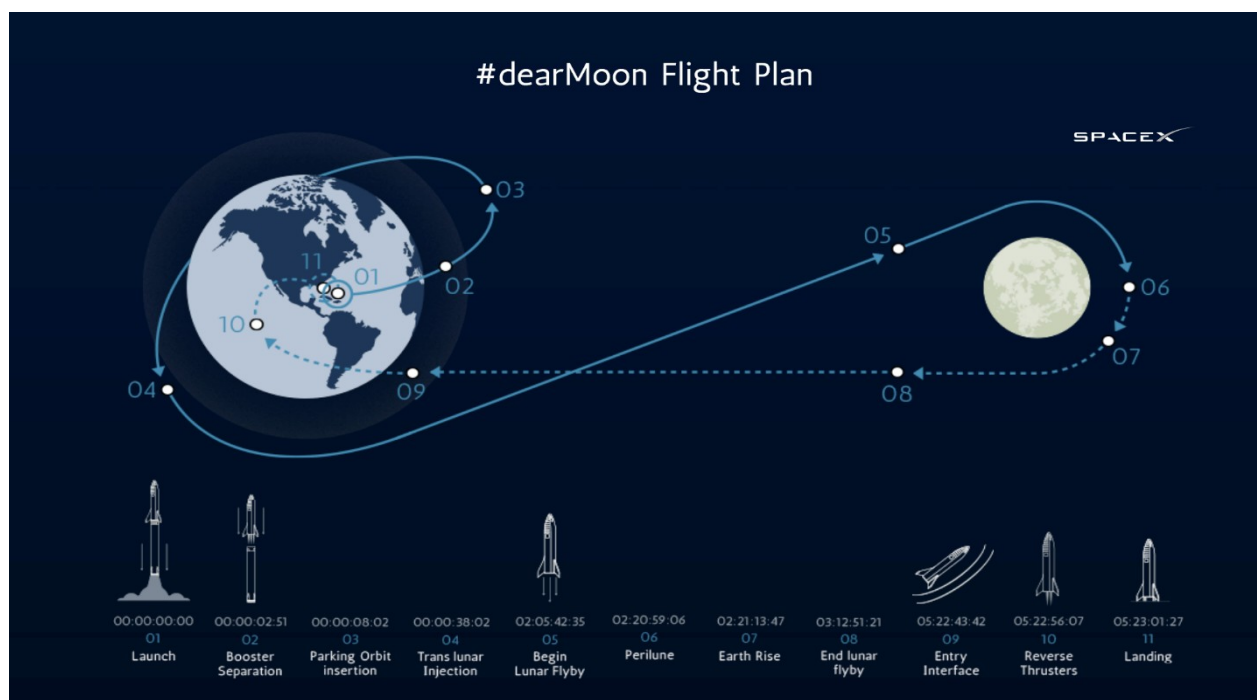 #dearMoon Flight Plan
SPACEX
03
05
11
01
02
06
10
07
04
09
08
00:00:00:00:00
01
Launch
00:00:00:02:51
02
Booster
Separation
00:00:00:08:02
03
Parking Orbit
insertion
00:00:00:38:02
04
Trans lunar
Injection
02:05:42:35
05
Begin
Lunar Flyby
02:20:59:06
06
Perilune
02:21:13:47
07
Earth Rise
03:12:51:21
08
End lunar
flyby
05:22:43:42
09
Entry
Interface
05:22:56:07
10
Reverse
Thrusters
05:23:01:27
11
Landing